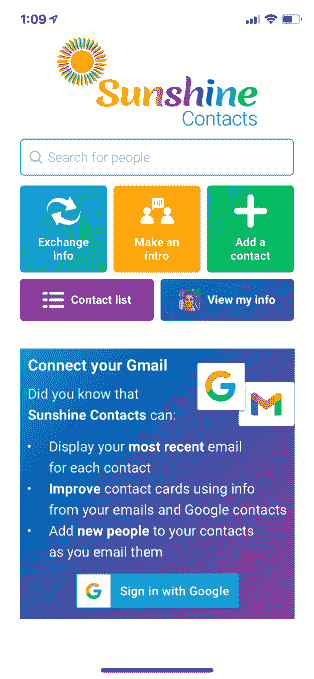 1:09
Sunshine
Contacts
Search for people
Exchange
info
Hi!
Make an
intro
Add a
contact
Contact list
View my info
Connect your Gmail
Did you know that
Sunshine Contacts can:
• Display your most recent email
for each contact
• Improve contact cards using info
from your emails and Google contacts
• Add new people to your contacts
as you email them
Sign in with Google